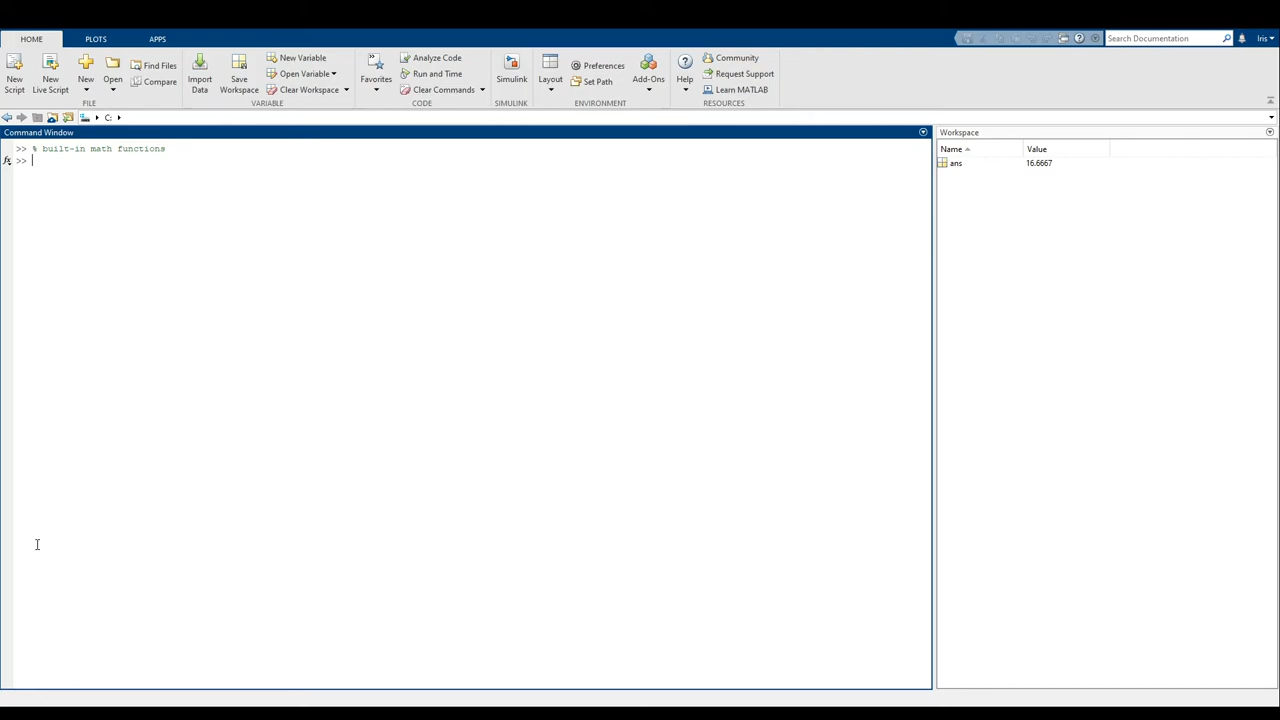 HOME PLOTS APPS Search Documentation Iris
New Script
New Live Script
New
Open
Find Files
Compare
FILE
Import Data
Save Workspace
New Variable
Open Variable
Clear Workspace
VARIABLE
Favorites
Analyze Code
Run and Time
Clear Commands
CODE
Simulink
SIMULINK
Layout
Preferences
Set Path
Add-Ons
ENVIRONMENT
Help
Community
Request Support
Learn MATLAB
RESOURCES
C:
Command Window
>> % built-in math functions
fx >>
Workspace
Name Value
ans 16.6667